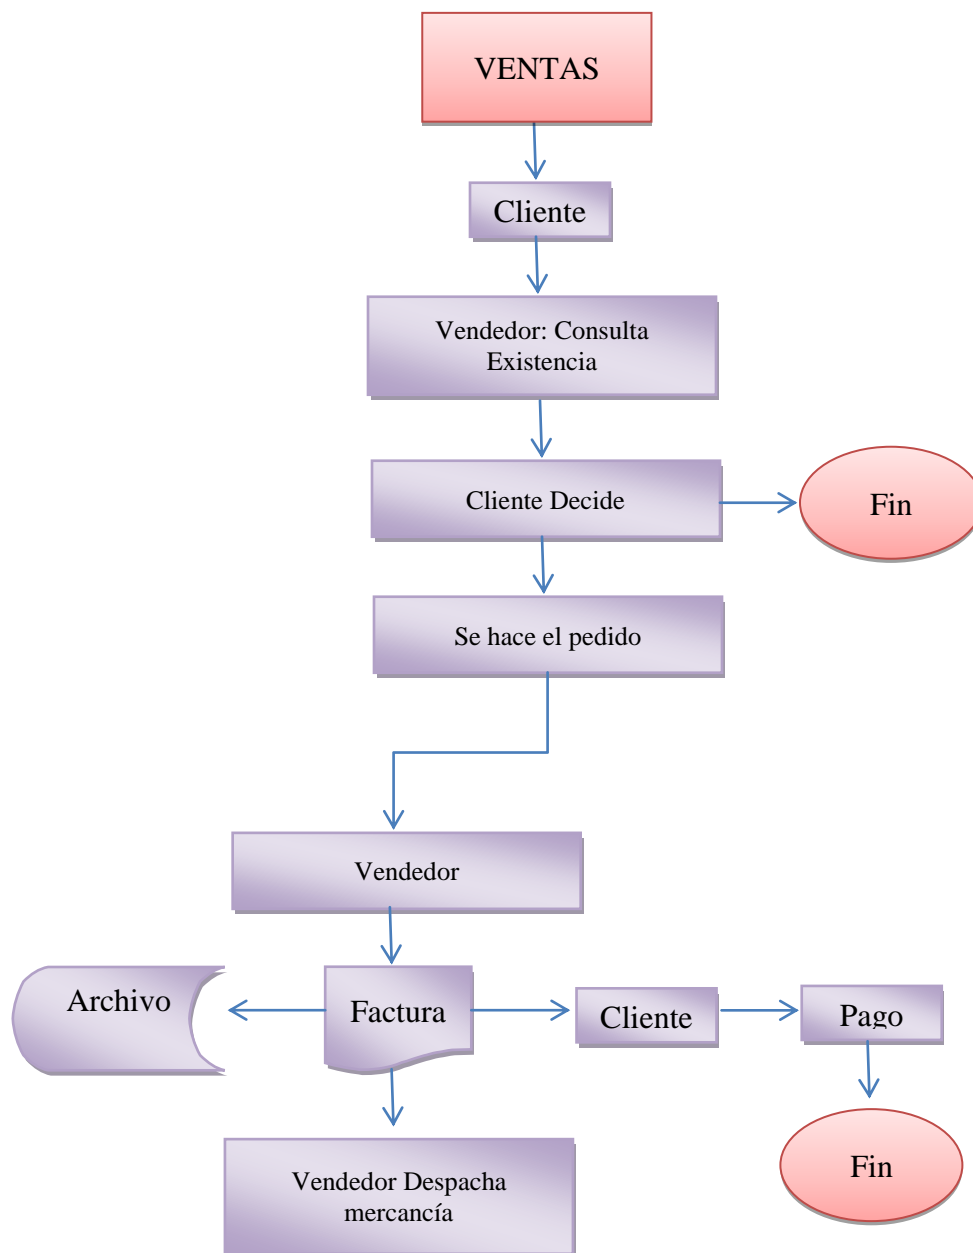 VENTAS
Cliente
Vendedor: Consulta
Existencia
Cliente Decide
Fin
Se hace el pedido
Vendedor
Archivo
Factura
Cliente
Pago
Vendedor Despacha
mercancía
Fin